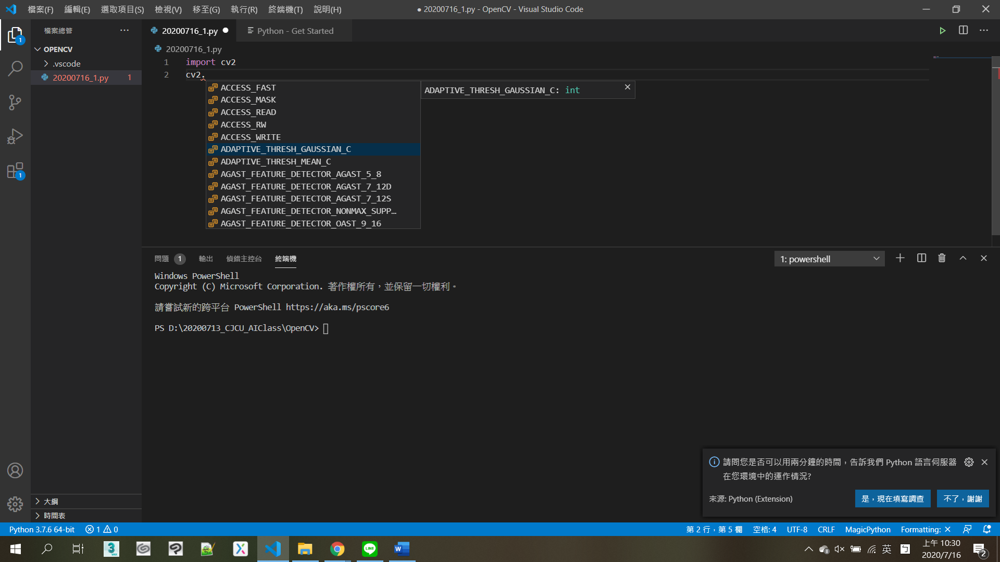 檔案(F) 編輯(E) 選取項目(S) 檢視(V) 移至(G) 執行(R) 終端機(T) 說明(H)
● 20200716_1.py - OpenCV - Visual Studio Code
檔案總管
20200716_1.py
Python - Get Started
OPENCV
.vscode
20200716_1.py 1
20200716_1.py
1 import cv2
2 cv2.
ACCESS_FAST
ACCESS_MASK
ACCESS_READ
ACCESS_RW
ACCESS_WRITE
ADAPTIVE_THRESH_GAUSSIAN_C
ADAPTIVE_THRESH_MEAN_C
AGAST_FEATURE_DETECTOR_AGAST_5_8
AGAST_FEATURE_DETECTOR_AGAST_7_12D
AGAST_FEATURE_DETECTOR_AGAST_7_12S
AGAST_FEATURE_DETECTOR_NONMAX_SUPP…
AGAST_FEATURE_DETECTOR_OAST_9_16
ADAPTIVE_THRESH_GAUSSIAN_C: int
1
1
問題 1 輸出 偵錯主控台 終端機
1: powershell
Windows PowerShell
Copyright (C) Microsoft Corporation. 著作權所有，並保留一切權利。
請嘗試新的跨平台 PowerShell https://aka.ms/pscore6
PS D:\20200713_CJCU_AIClass\OpenCV>
請問您是否可以用兩分鐘的時間，告訴我們 Python 語言伺服器
在您環境中的運作情況?
來源: Python (Extension)
是，現在填寫調查
不了，謝謝
大綱
時間表
Python 3.7.6 64-bit 1 0
第 2 行，第 5 欄 空格: 4 UTF-8 CRLF MagicPython Formatting: ✕
3
MAX
LINE
W
英
ㄅ
上午 10:30
2020/7/16
2